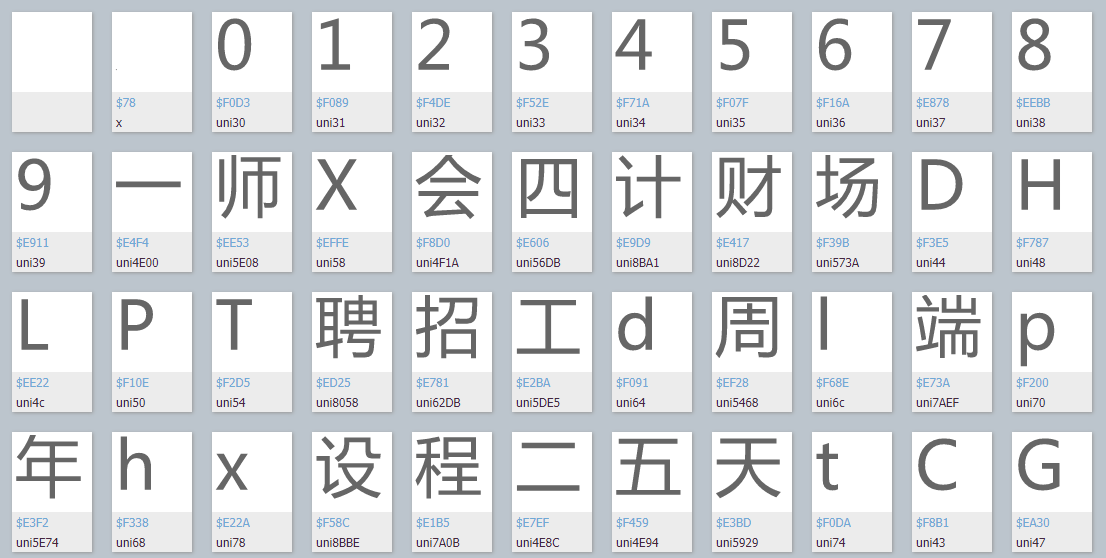 0 1 2 3 4 5 6 7 8
$78 $F0D3 $F089 $F4DE $F52E $F71A $F07F $F16A $E878 $EEBB
x uni30 uni31 uni32 uni33 uni34 uni35 uni36 uni37 uni38
9 一 师 X 会 四 计 财 场 D H
$E911 $E4F4 $EE53 $EFFE $F8D0 $E606 $E9D9 $E417 $F39B $F3E5 $F787
uni39 uni4E00 uni5E08 uni58 uni4F1A uni56DB uni8BA1 uni8D22 uni573A uni44 uni48
L P T 聘 招 工 d 周 l 端 p
$EE22 $F10E $F2D5 $ED25 $E781 $E2BA $F091 $EF28 $F68E $E73A $F200
uni4c uni50 uni54 uni8058 uni62DB uni5DE5 uni64 uni5468 uni6c uni7AEF uni70
年 h x 设 程 二 五 天 t C G
$E3F2 $F338 $E22A $F58C $E1B5 $E7EF $F459 $E3BD $F0DA $F8B1 $EA30
uni5E74 uni68 uni78 uni8BBE uni7A0B uni4E8C uni4E94 uni5929 uni74 uni43 uni47